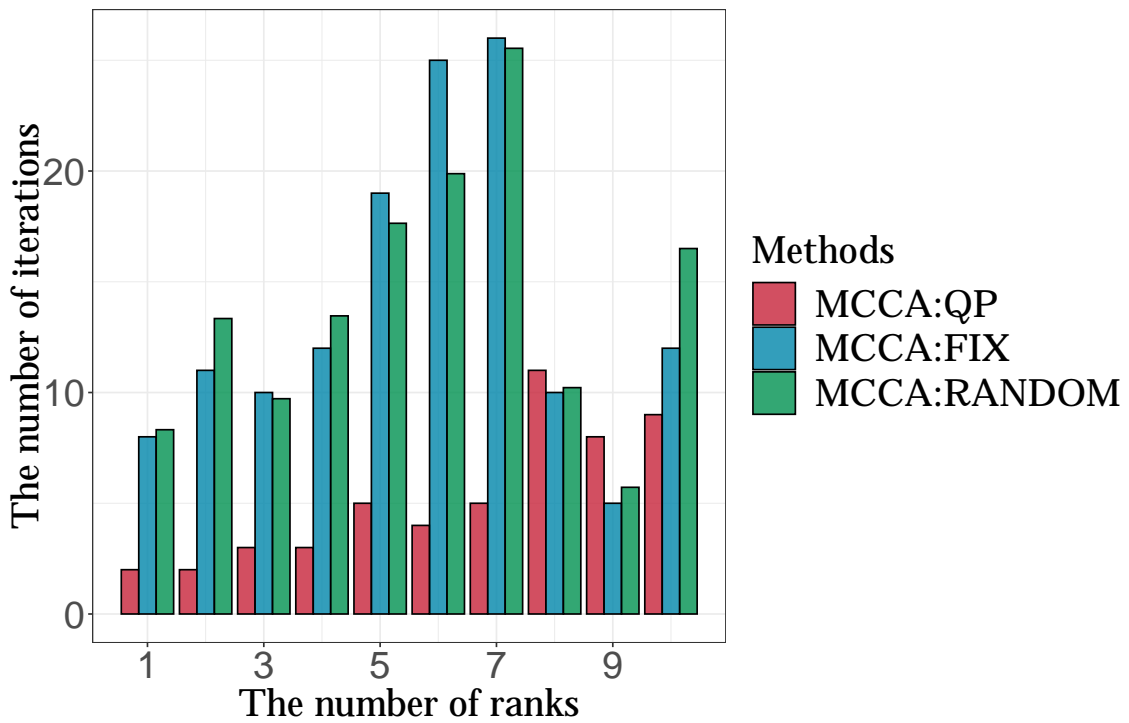 The number of iterations
20
10
0
1 3 5 7 9
The number of ranks
Methods
MCCA:QP
MCCA:FIX
MCCA:RANDOM